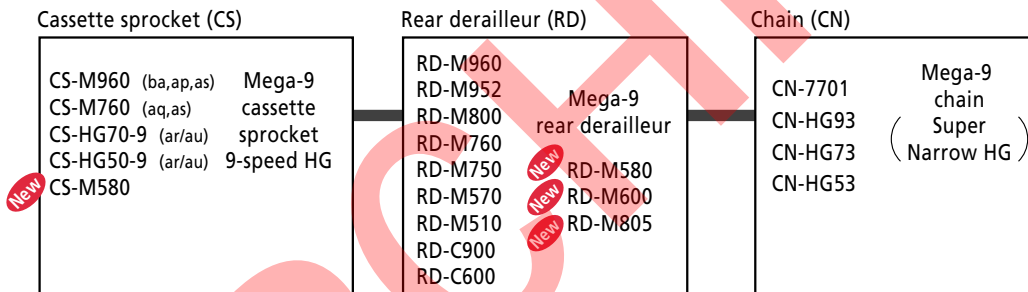 Cassette sprocket (CS)
CS-M960 (ba,ap,as)
CS-M760 (aq,as)
CS-HG70-9 (ar/au)
CS-HG50-9 (ar/au)
New CS-M580
Mega-9
cassette
sprocket
9-speed HG
Rear derailleur (RD)
RD-M960
RD-M952
RD-M800
RD-M760
RD-M750
RD-M570
RD-M510
RD-C900
RD-C600
Mega-9
rear derailleur
New RD-M580
New RD-M600
New RD-M805
Chain (CN)
CN-7701
CN-HG93
CN-HG73
CN-HG53
Mega-9
chain
( Super
Narrow HG )